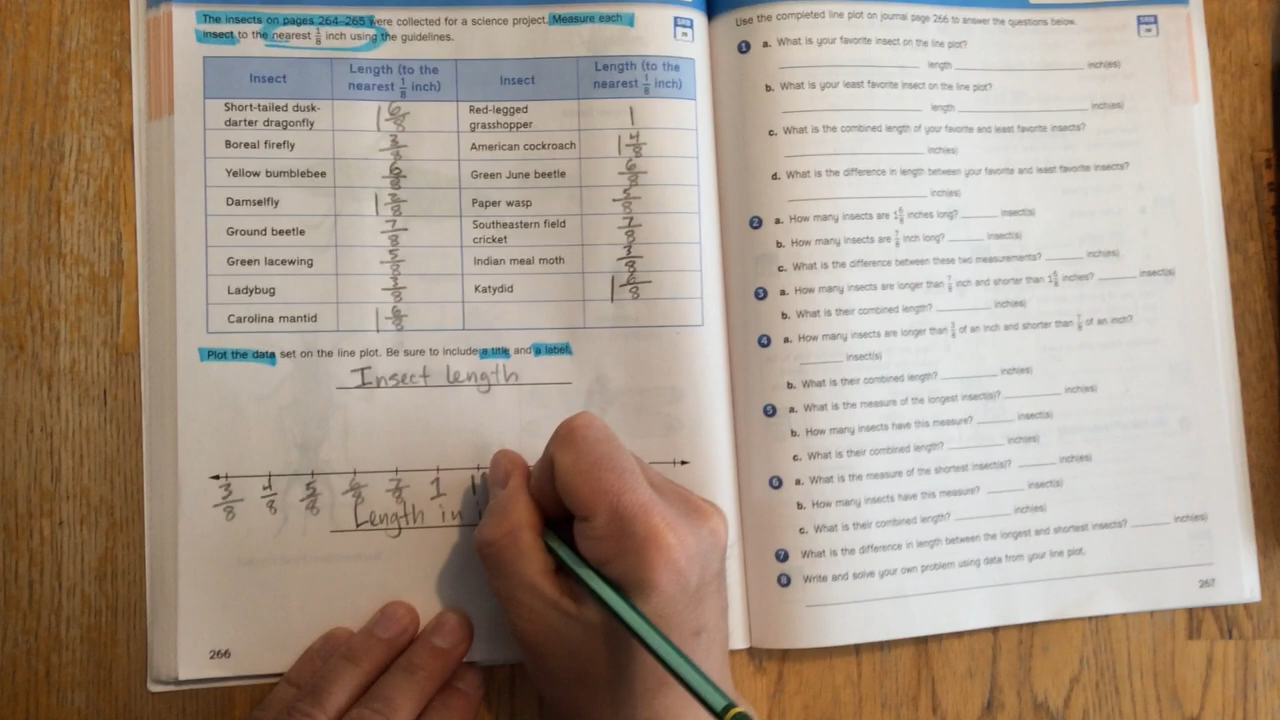 The insects on pages 264–265 were collected for a science project. Measure each
insect to the nearest 1/8 inch using the guidelines.
SRB
Insect Length (to the nearest 1/8 inch) Insect Length (to the nearest 1/8 inch)
Short-tailed dusk-darter dragonfly 1 6/8 Red-legged grasshopper 1
Boreal firefly 3/8 American cockroach 1 4/8
Yellow bumblebee 6/8 Green June beetle 6/8
Damselfly 1 Paper wasp 5/8
Ground beetle 7/8 Southeastern field cricket 7/8
Green lacewing 5/8 Indian meal moth 3/8
Ladybug 3/8 Katydid 1 6/8
Carolina mantid 1 6/8
Plot the data set on the line plot. Be sure to include a title and a label.
Insect length
3/8 4/8 5/8 6/8 7/8 1
Length in
266
Use the completed line plot on journal page 266 to answer the questions below.
SRB
1 a. What is your favorite insect on the line plot?
length inch(es)
b. What is your least favorite insect on the line plot?
length inch(es)
c. What is the combined length of your favorite and least favorite insects?
inch(es)
d. What is the difference in length between your favorite and least favorite insects?
inch(es)
2 a. How many insects are 1 6/8 inches long? insect(s)
b. How many insects are 7/8 inch long? insect(s)
c. What is the difference between these two measurements? inch(es)
3 a. How many insects are longer than 7/8 inch and shorter than 1 6/8 inches? insect(s)
b. What is their combined length? inch(es)
4 a. How many insects are longer than 3/8 of an inch and shorter than 7/8 of an inch?
insect(s)
b. What is their combined length? inch(es)
5 a. What is the measure of the longest insect(s)? inch(es)
b. How many insects have this measure? insect(s)
c. What is their combined length? inch(es)
6 a. What is the measure of the shortest insect(s)? inch(es)
b. How many insects have this measure? insect(s)
c. What is their combined length? inch(es)
7 What is the difference in length between the longest and shortest insects? inch(es)
8 Write and solve your own problem using data from your line plot.
267